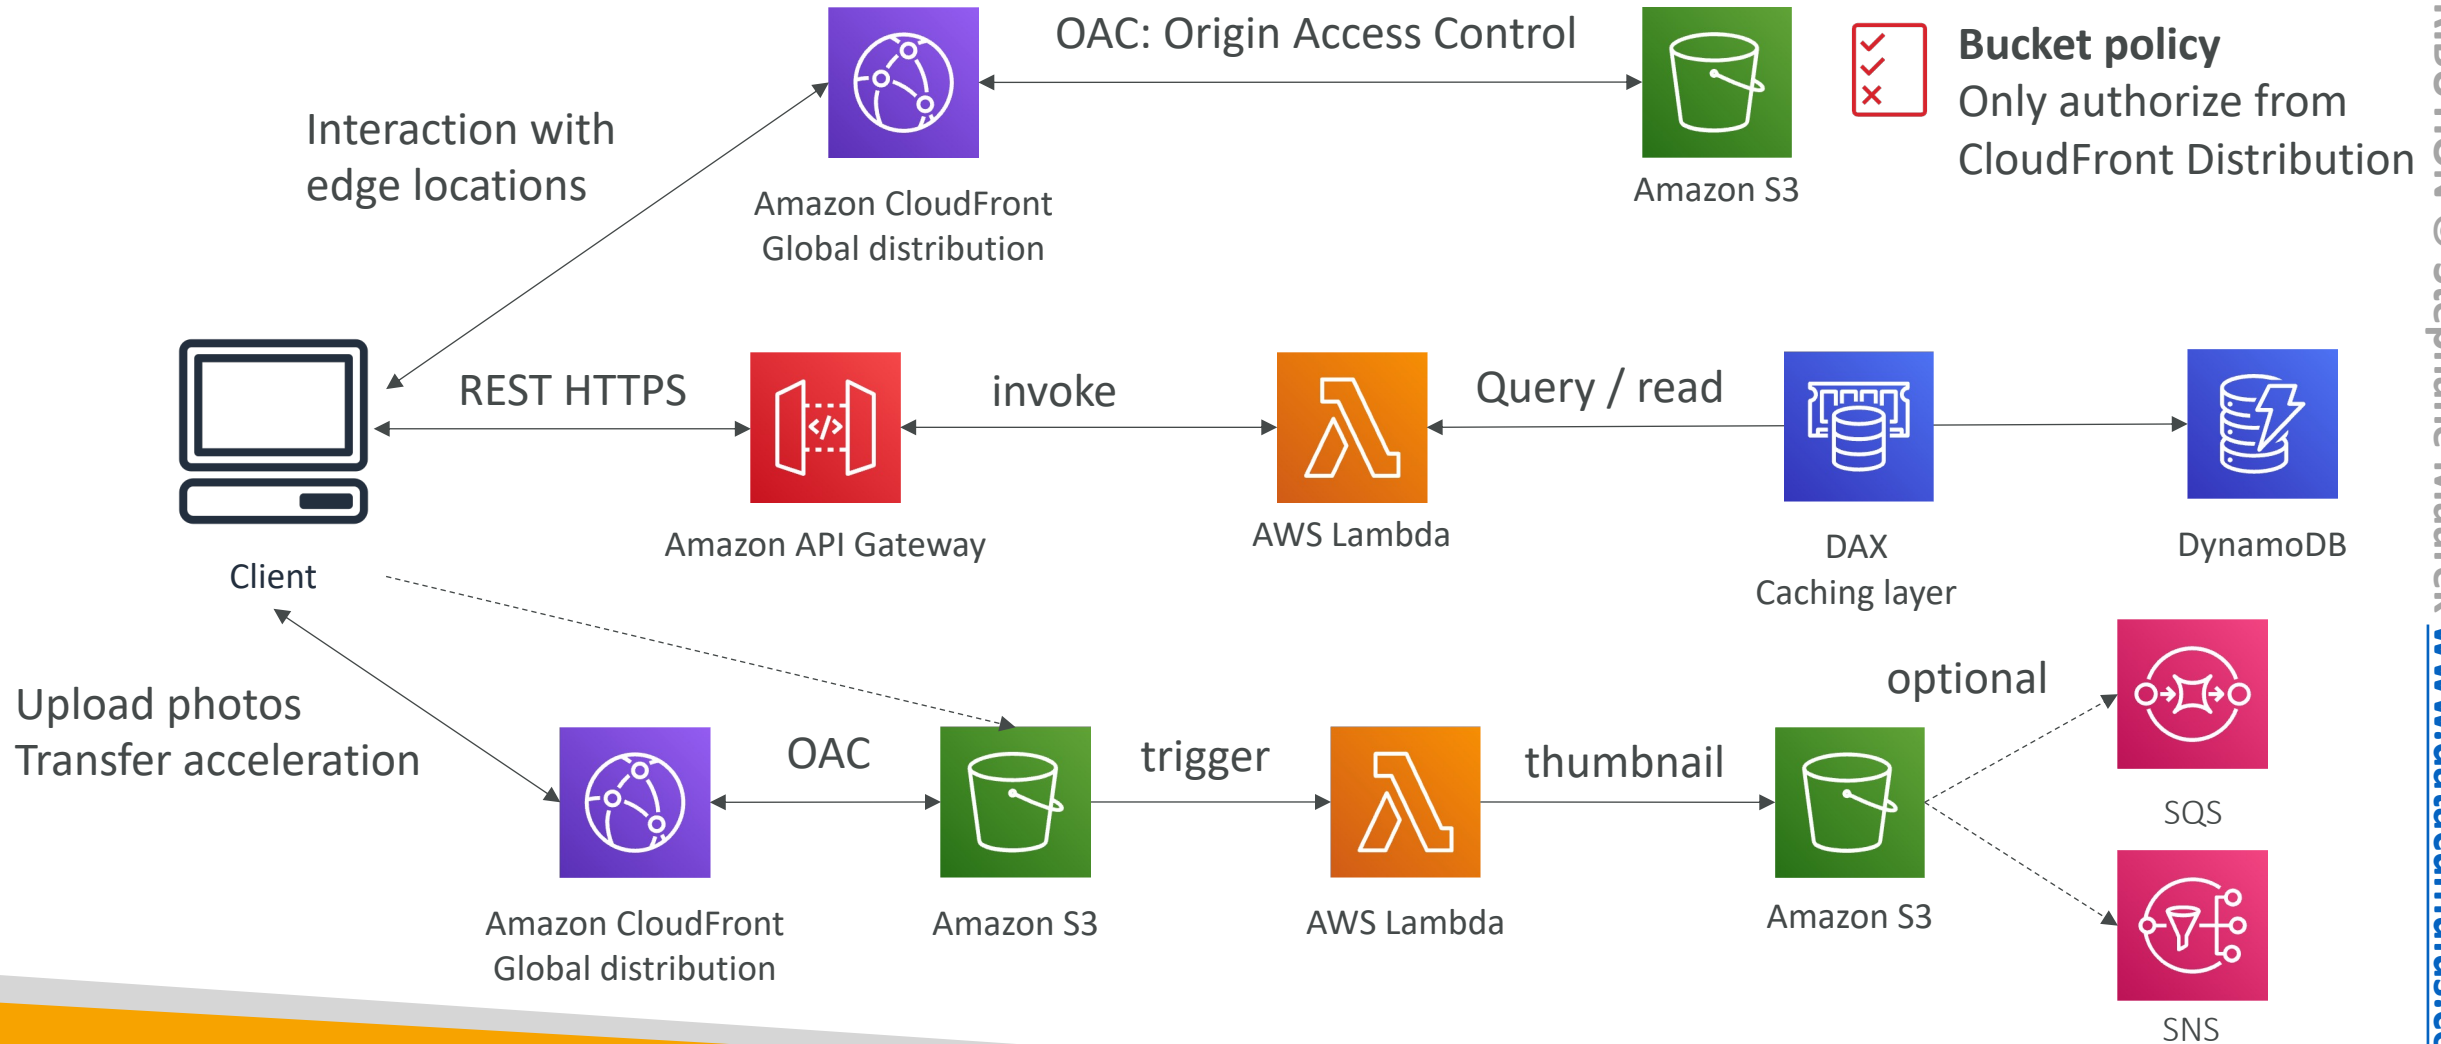 OAC: Origin Access Control
Bucket policy
Only authorize from
CloudFront Distribution
Interaction with
edge locations
Amazon CloudFront
Global distribution
Amazon S3
REST HTTPS
invoke
Query / read
Client
Amazon API Gateway
AWS Lambda
DAX
Caching layer
DynamoDB
Upload photos
Transfer acceleration
OAC
trigger
thumbnail
optional
Amazon CloudFront
Global distribution
Amazon S3
AWS Lambda
Amazon S3
SQS
SNS
© Stephane Maarek